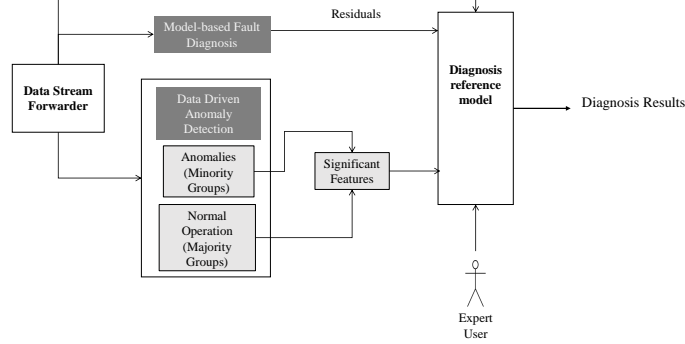 Model-based Fault
Diagnosis
Residuals
Data Stream
Forwarder
Diagnosis
reference
model
Diagnosis Results
Data Driven
Anomaly
Detection
Anomalies
(Minority
Groups)
Significant
Features
Normal
Operation
(Majority
Groups)
Expert
User